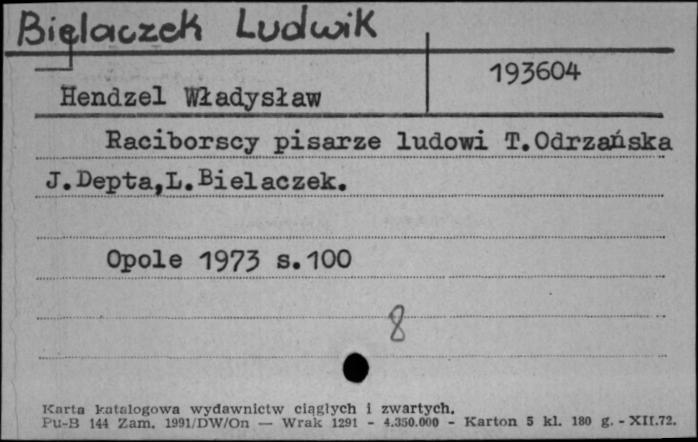 Bielaczek Ludwik
193604
Hendzel Władysław
Raciborscy pisarze ludowi T.Odrzańska
J.Depta,L.Bielaczek.
Opole 1973 s.100
8
Karta katalogowa wydawnictw ciągłych i zwartych.
Pu-B 144 Zam. 1991/DW/On — Wrak 1291 - 4.350.000 - Karton 5 kl. 180 g. - XII.72.